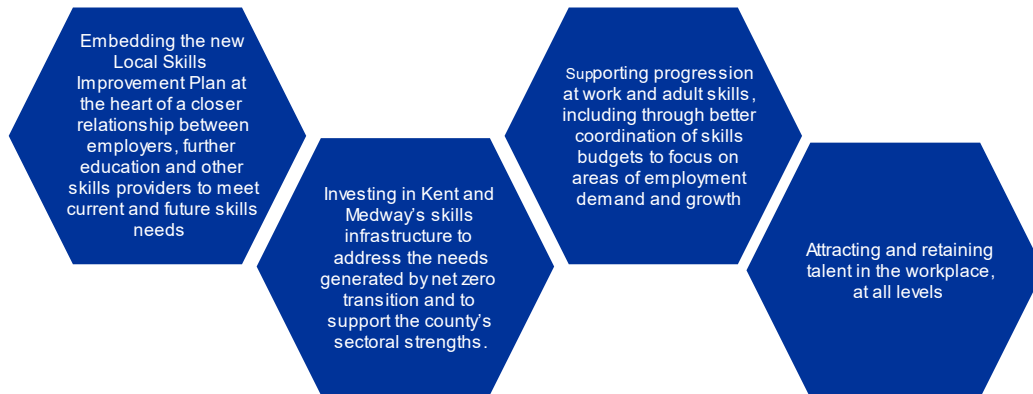 Embedding the new
Local Skills
Improvement Plan at
the heart of a closer
relationship between
employers, further
education and other
skills providers to meet
current and future skills
needs
Investing in Kent and
Medway's skills
infrastructure to
address the needs
generated by net zero
transition and to
support the county's
sectoral strengths.
Supporting progression
at work and adult skills,
including through better
coordination of skills
budgets to focus on
areas of employment
demand and growth
Attracting and retaining
talent in the workplace,
at all levels